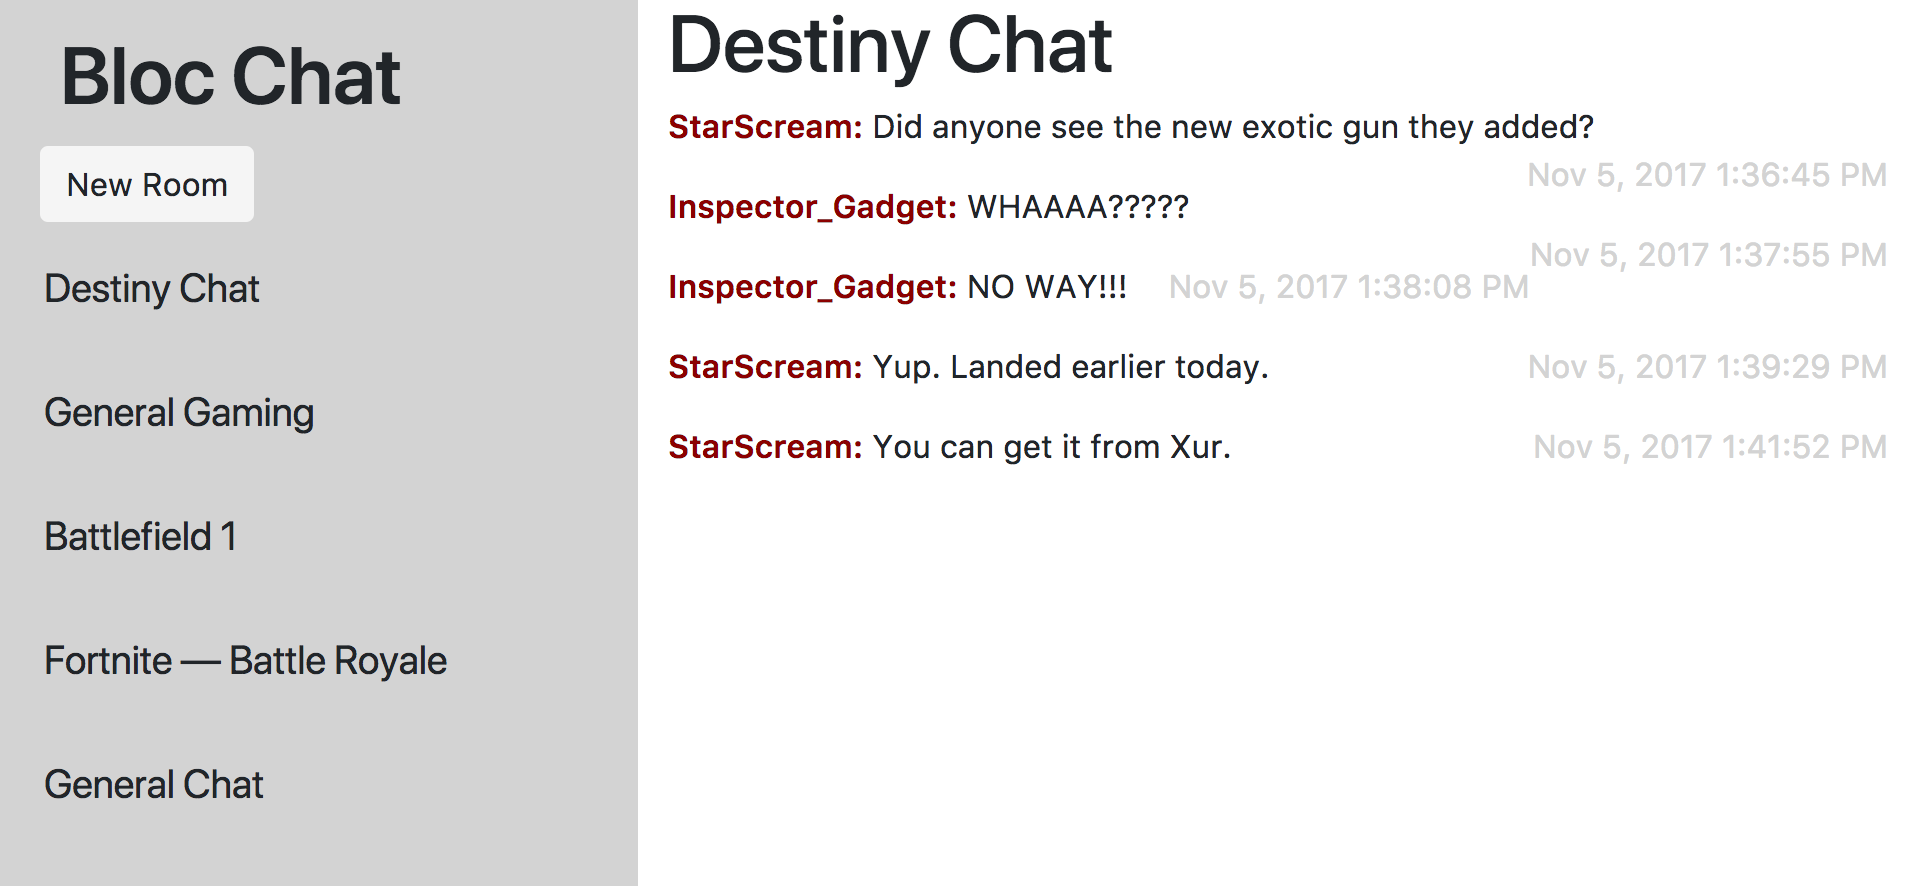 Bloc Chat
New Room
Destiny Chat
General Gaming
Battlefield 1
Fortnite — Battle Royale
General Chat
Destiny Chat
StarScream: Did anyone see the new exotic gun they added?
Nov 5, 2017 1:36:45 PM
Inspector_Gadget: WHAAAA?????
Nov 5, 2017 1:37:55 PM
Inspector_Gadget: NO WAY!!! Nov 5, 2017 1:38:08 PM
StarScream: Yup. Landed earlier today. Nov 5, 2017 1:39:29 PM
StarScream: You can get it from Xur. Nov 5, 2017 1:41:52 PM